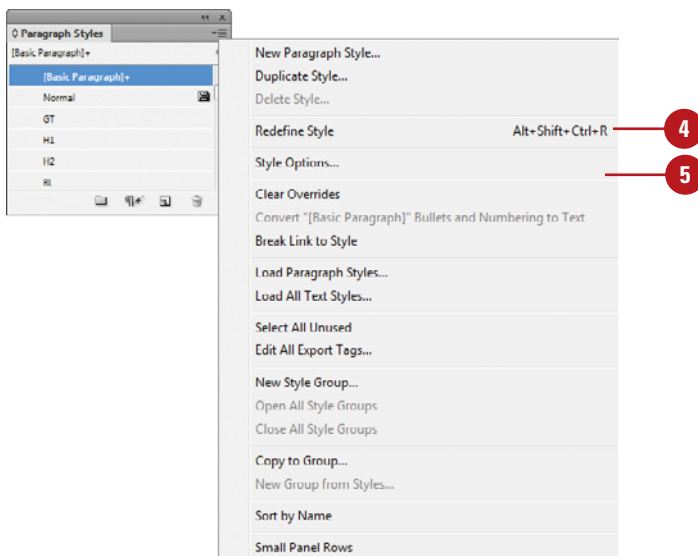 Paragraph Styles
[Basic Paragraph]+
[Basic Paragraph]+
Normal
GT
H1
H2
BL
New Paragraph Style...
Duplicate Style...
Delete Style...
Redefine Style Alt+Shift+Ctrl+R
4
Style Options...
5
Clear Overrides
Convert "[Basic Paragraph]" Bullets and Numbering to Text
Break Link to Style
Load Paragraph Styles...
Load All Text Styles...
Select All Unused
Edit All Export Tags...
New Style Group...
Open All Style Groups
Close All Style Groups
Copy to Group...
New Group from Styles...
Sort by Name
Small Panel Rows